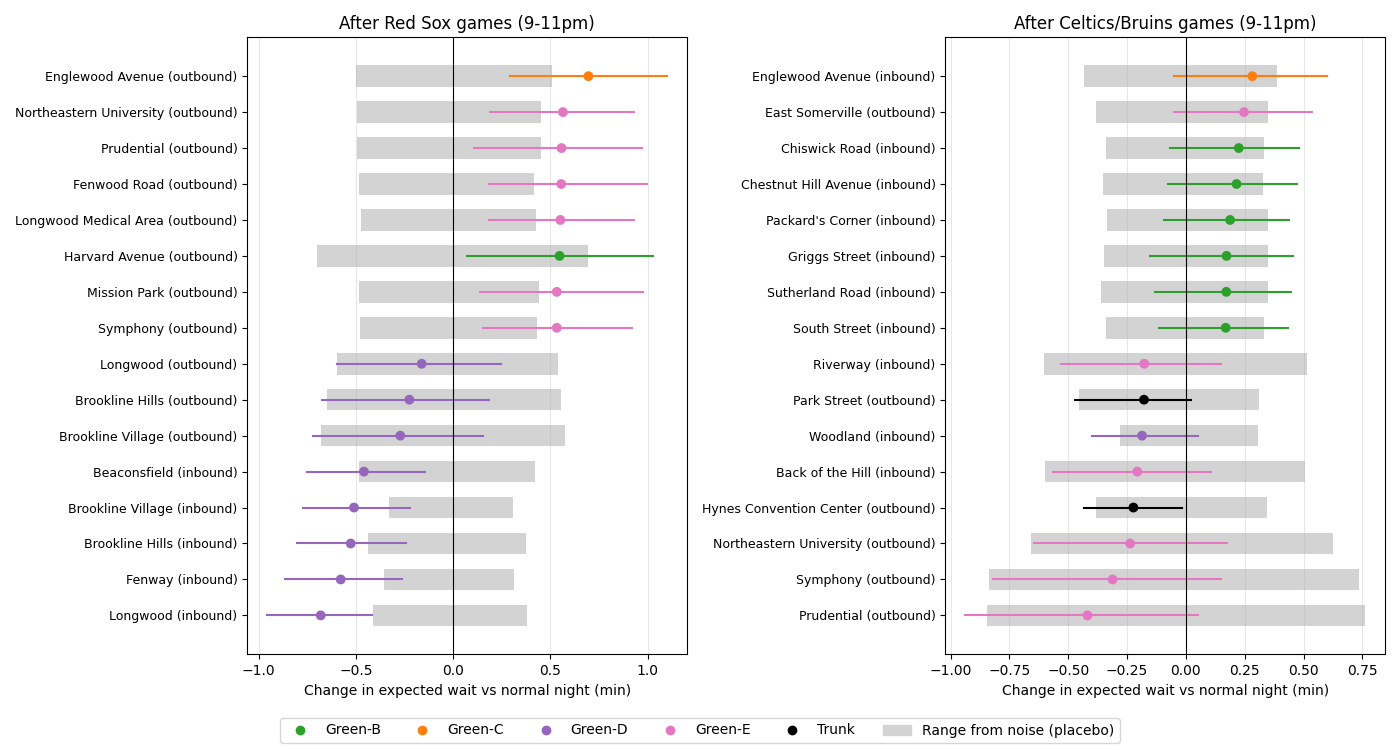 After Red Sox games (9-11pm)
Englewood Avenue (outbound)
Northeastern University (outbound)
Prudential (outbound)
Fenwood Road (outbound)
Longwood Medical Area (outbound)
Harvard Avenue (outbound)
Mission Park (outbound)
Symphony (outbound)
Longwood (outbound)
Brookline Hills (outbound)
Brookline Village (outbound)
Beaconsfield (inbound)
Brookline Village (inbound)
Brookline Hills (inbound)
Fenway (inbound)
Longwood (inbound)
−1.0 −0.5 0.0 0.5 1.0
Change in expected wait vs normal night (min)
After Celtics/Bruins games (9-11pm)
Englewood Avenue (inbound)
East Somerville (outbound)
Chiswick Road (inbound)
Chestnut Hill Avenue (inbound)
Packard's Corner (inbound)
Griggs Street (inbound)
Sutherland Road (inbound)
South Street (inbound)
Riverway (inbound)
Park Street (outbound)
Woodland (inbound)
Back of the Hill (inbound)
Hynes Convention Center (outbound)
Northeastern University (outbound)
Symphony (outbound)
Prudential (outbound)
−1.00 −0.75 −0.50 −0.25 0.00 0.25 0.50 0.75
Change in expected wait vs normal night (min)
Green-B Green-C Green-D Green-E Trunk Range from noise (placebo)